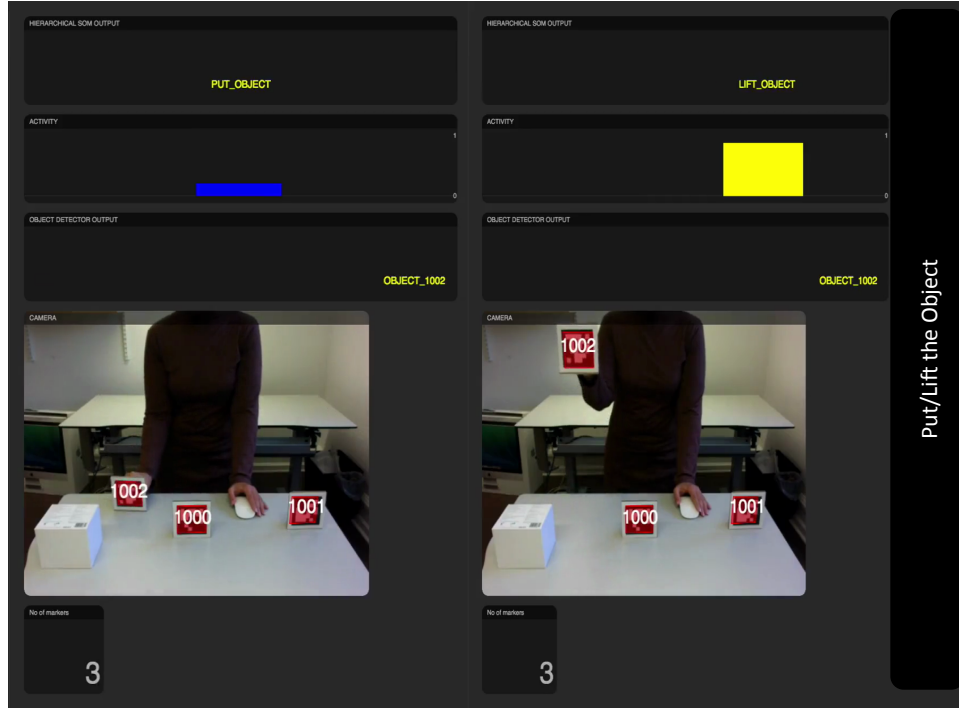 HIERARCHICAL SOM OUTPUT
PUT_OBJECT
ACTIVITY
1
0
OBJECT DETECTOR OUTPUT
OBJECT_1002
CAMERA
1002
1000
1001
No of markers
3
HIERARCHICAL SOM OUTPUT
LIFT_OBJECT
ACTIVITY
1
0
OBJECT DETECTOR OUTPUT
OBJECT_1002
CAMERA
1002
1000
1001
No of markers
3
Put/Lift the Object